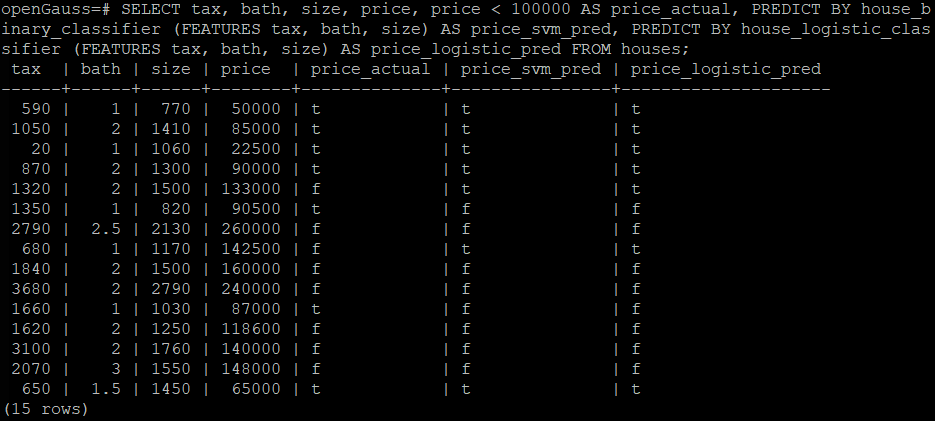 openGauss=# SELECT tax, bath, size, price, price < 100000 AS price_actual, PREDICT BY house_b
inary_classifier (FEATURES tax, bath, size) AS price_svm_pred, PREDICT BY house_logistic_clas
sifier (FEATURES tax, bath, size) AS price_logistic_pred FROM houses;
 tax  | bath | size | price  | price_actual | price_svm_pred | price_logistic_pred
------+------+------+--------+--------------+----------------+---------------------
  590 |    1 |  770 |  50000 | t            | t              | t
 1050 |    2 | 1410 |  85000 | t            | t              | t
   20 |    1 | 1060 |  22500 | t            | t              | t
  870 |    2 | 1300 |  90000 | t            | t              | t
 1320 |    2 | 1500 | 133000 | f            | t              | t
 1350 |    1 |  820 |  90500 | t            | f              | f
 2790 |  2.5 | 2130 | 260000 | f            | f              | f
  680 |    1 | 1170 | 142500 | f            | t              | t
 1840 |    2 | 1500 | 160000 | f            | f              | f
 3680 |    2 | 2790 | 240000 | f            | f              | f
 1660 |    1 | 1030 |  87000 | t            | f              | f
 1620 |    2 | 1250 | 118600 | f            | f              | f
 3100 |    2 | 1760 | 140000 | f            | f              | f
 2070 |    3 | 1550 | 148000 | f            | f              | f
  650 |  1.5 | 1450 |  65000 | t            | t              | t
(15 rows)